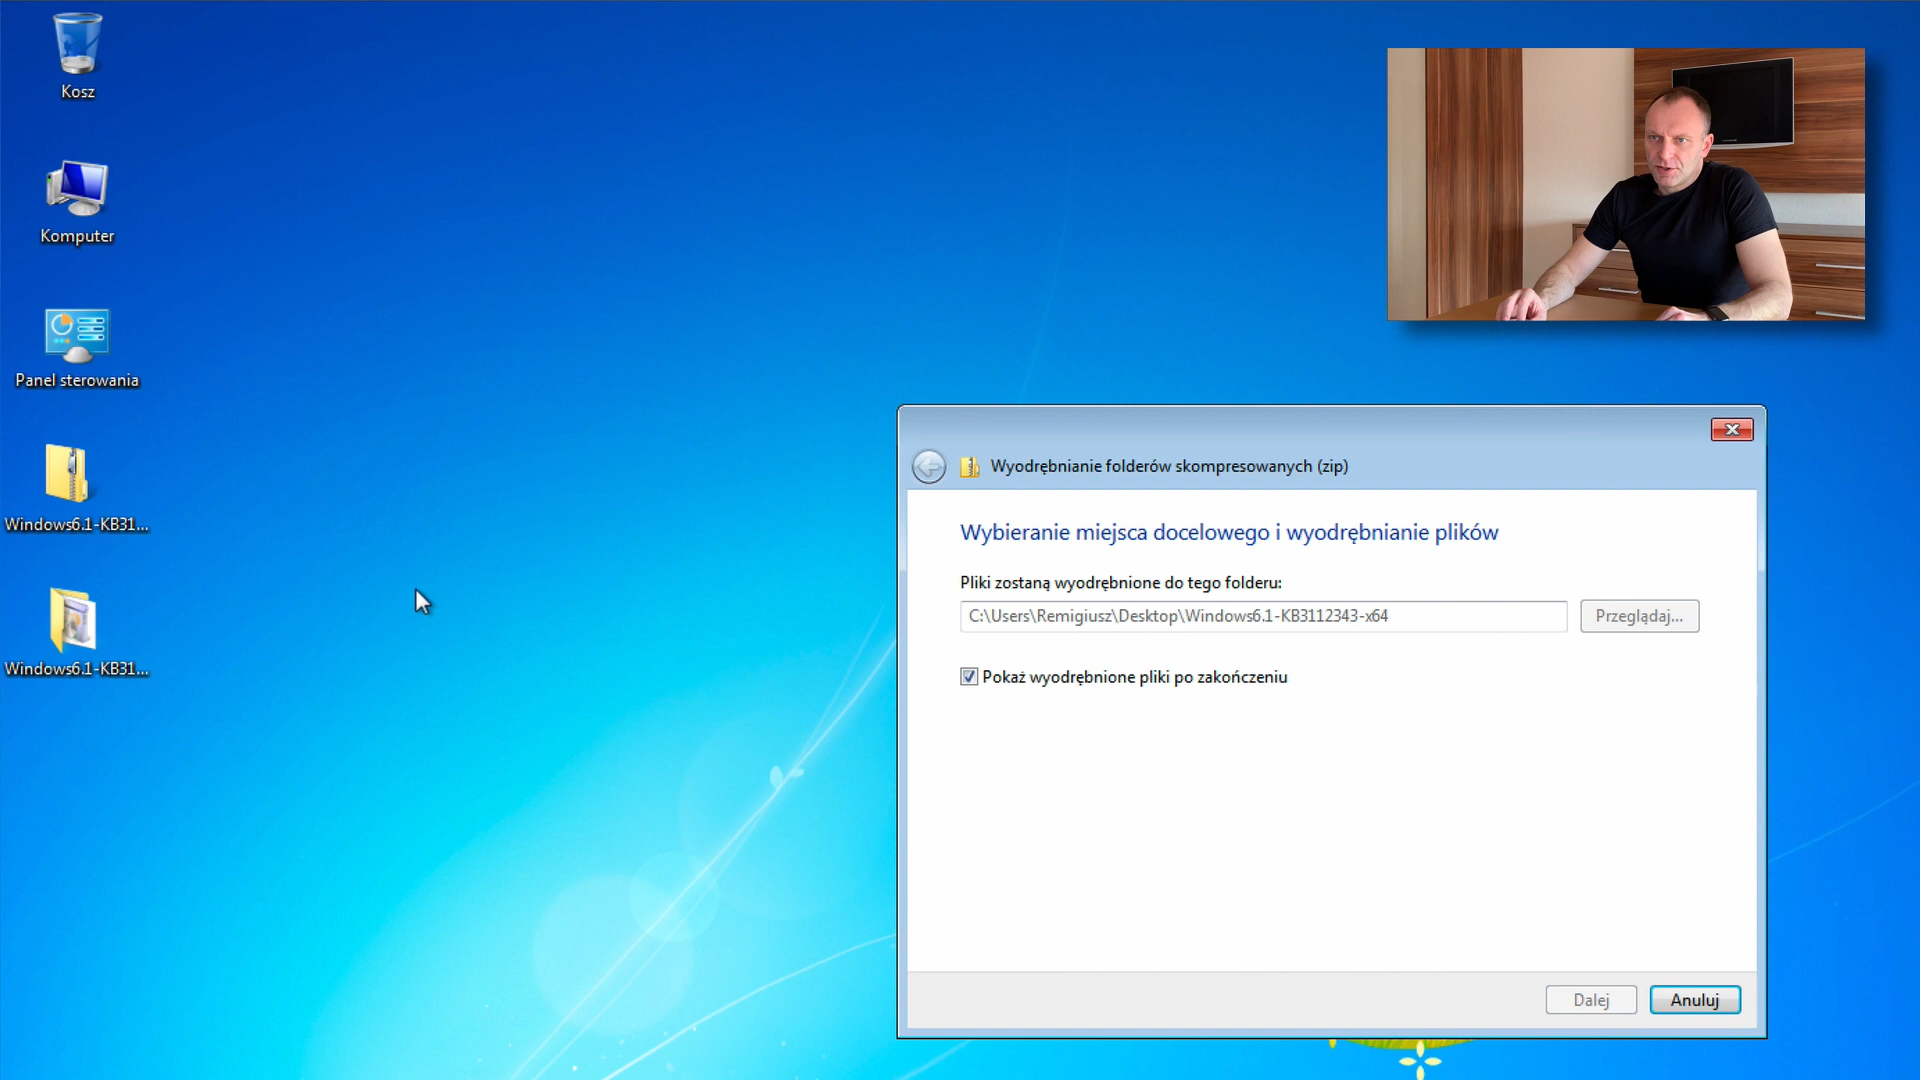 Kosz
Komputer
Panel sterowania
Windows6.1-KB31...
Windows6.1-KB31...
Wyodrębnianie folderów skompresowanych (zip)
Wybieranie miejsca docelowego i wyodrębnianie plików
Pliki zostaną wyodrębnione do tego folderu:
C:\Users\Remigiusz\Desktop\Windows6.1-KB3112343-x64
Przeglądaj...
Pokaż wyodrębnione pliki po zakończeniu
Dalej
Anuluj